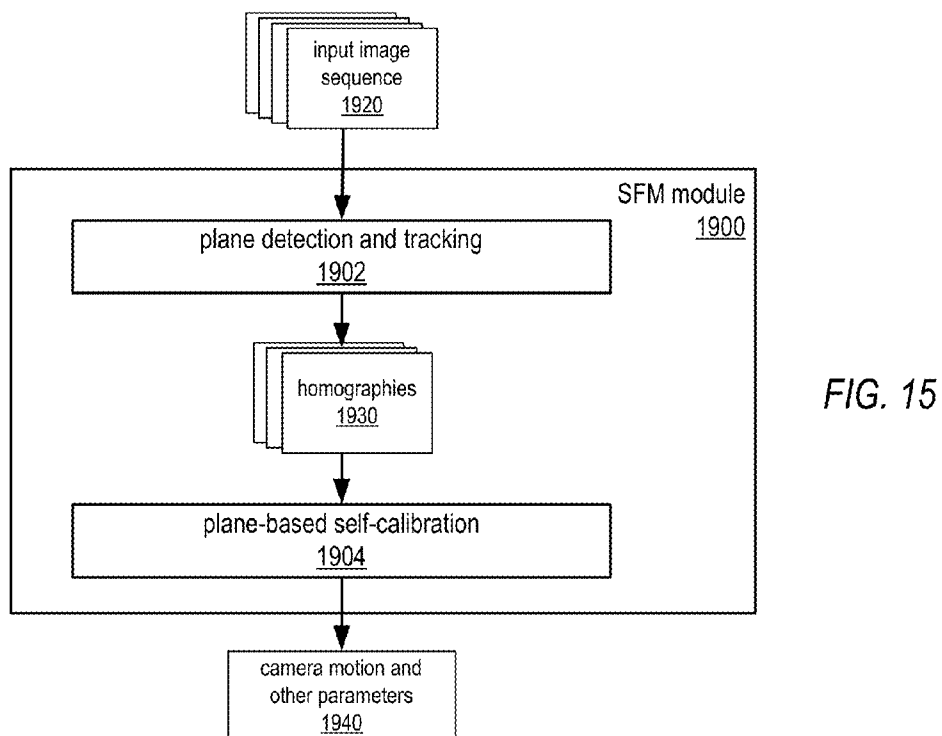 input image
sequence
1920
SFM module
1900
plane detection and tracking
1902
homographies
1930
FIG. 15
plane-based self-calibration
1904
camera motion and
other parameters
1940